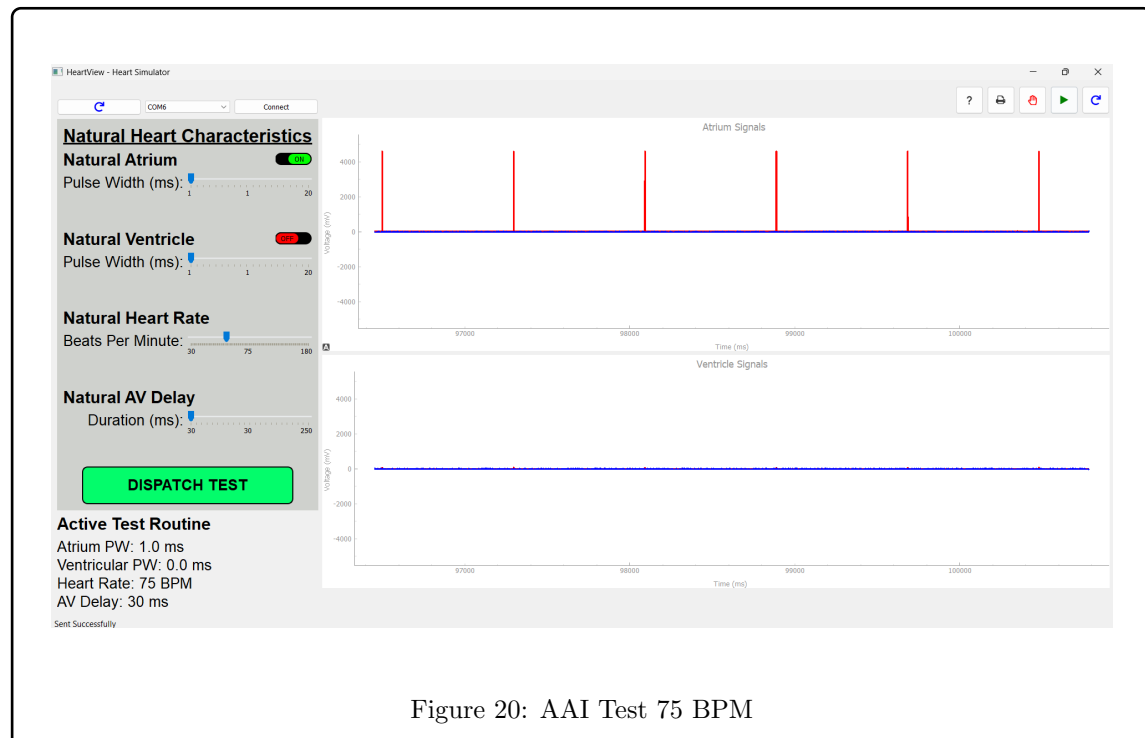 HeartView - Heart Simulator
COM6
Connect
?
Natural Heart Characteristics
Natural Atrium
ON
Pulse Width (ms):
1 1 20
Natural Ventricle
OFF
Pulse Width (ms):
1 1 20
Natural Heart Rate
Beats Per Minute:
30 75 180
Natural AV Delay
Duration (ms):
30 30 250
DISPATCH TEST
Active Test Routine
Atrium PW: 1.0 ms
Ventricular PW: 0.0 ms
Heart Rate: 75 BPM
AV Delay: 30 ms
Sent Successfully
Atrium Signals
Voltage (mV)
4000
2000
0
-2000
-4000
97000 98000 99000 100000
Time (ms)
A
Ventricle Signals
Voltage (mV)
4000
2000
0
-2000
-4000
97000 98000 99000 100000
Time (ms)
Figure 20: AAI Test 75 BPM